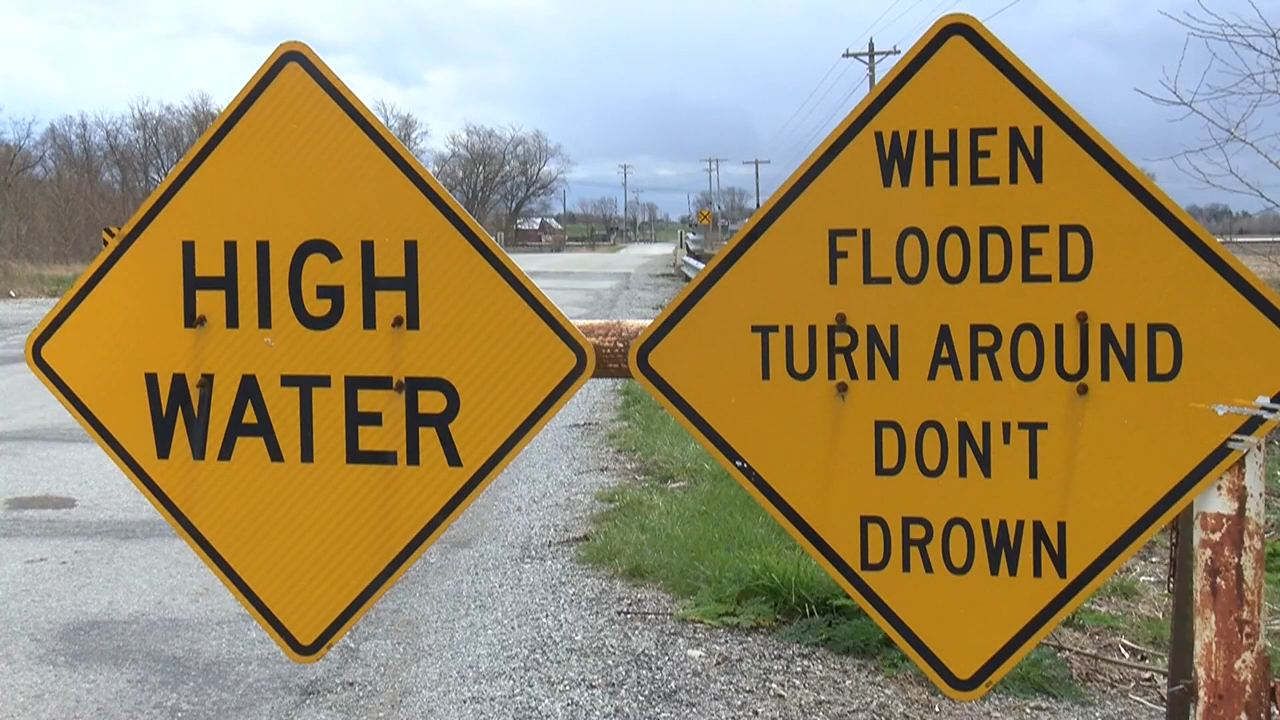 HIGH
WATER
WHEN
FLOODED
TURN AROUND
DON'T
DROWN